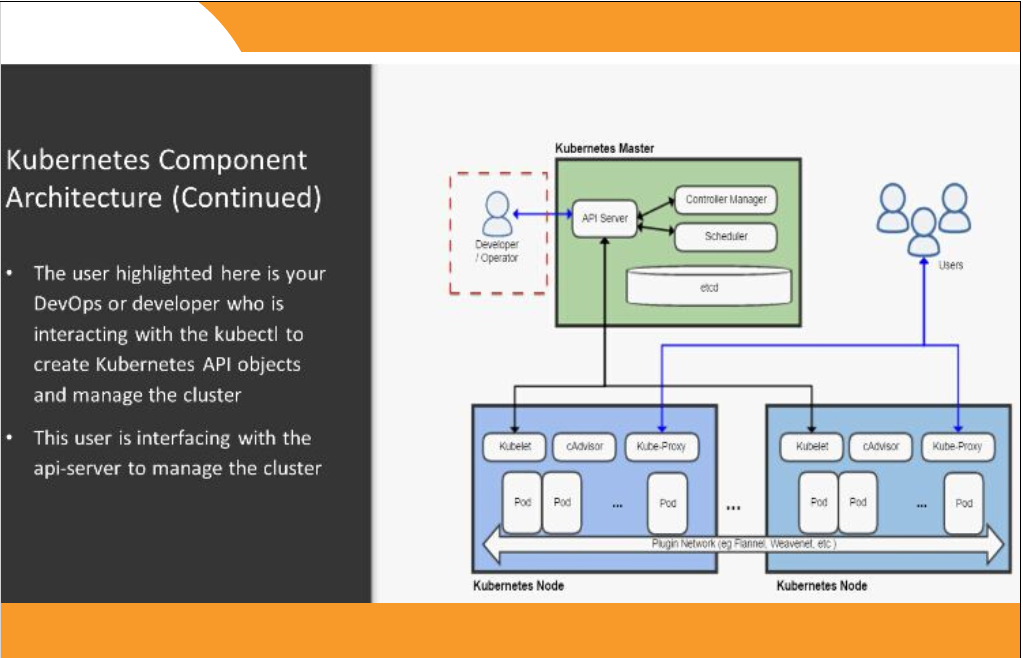 Kubernetes Component
Architecture (Continued)
• The user highlighted here is your
DevOps or developer who is
interacting with the kubectl to
create Kubernetes API objects
and manage the cluster
• This user is interfacing with the
api-server to manage the cluster
Kubernetes Master
Developer
/ Operator
API Server
Controller Manager
Scheduler
etcd
Users
Kubelet
cAdvisor
Kube-Proxy
Pod
Pod
...
Pod
Kubernetes Node
...
Kubelet
cAdvisor
Kube-Proxy
Pod
Pod
...
Pod
Plugin Network (eg Flannel, Weavenet, etc )
Kubernetes Node